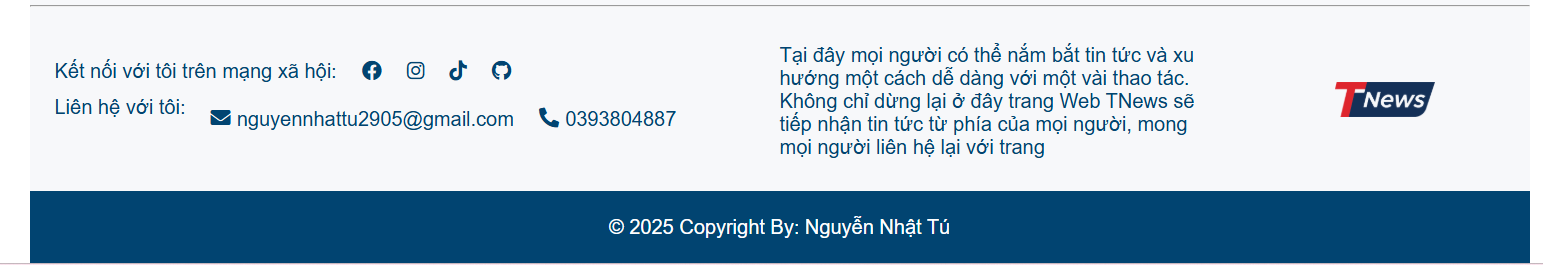 Kết nối với tôi trên mạng xã hội:
Liên hệ với tôi:
nguyennhattu2905@gmail.com 0393804887
Tại đây mọi người có thể nắm bắt tin tức và xu
hướng một cách dễ dàng với một vài thao tác.
Không chỉ dừng lại ở đây trang Web TNews sẽ
tiếp nhận tin tức từ phía của mọi người, mong
mọi người liên hệ lại với trang
TNews
© 2025 Copyright By: Nguyễn Nhật Tú